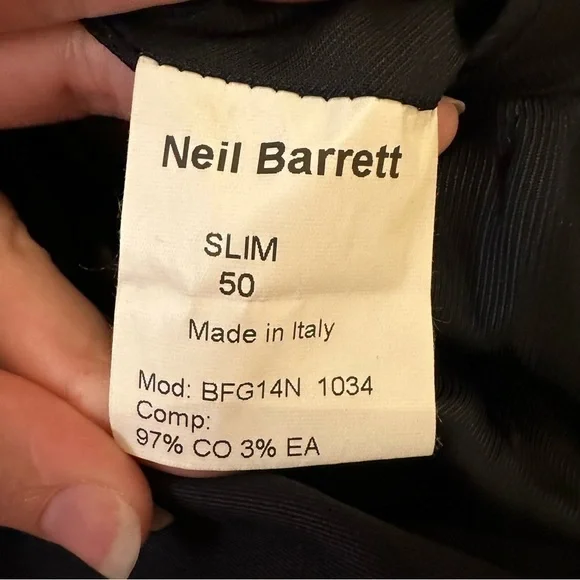 Neil Barrett
SLIM
50
Made in Italy
Mod: BFG14N 1034
Comp:
97% CO 3% EA